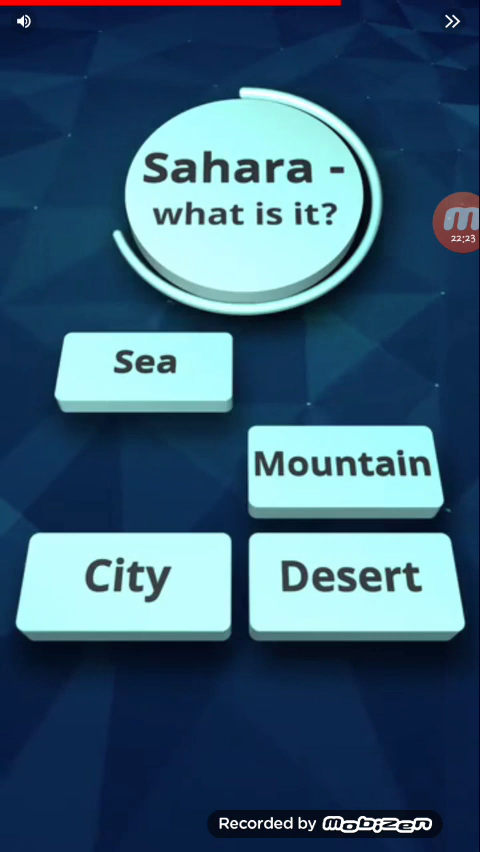 Sahara -
what is it?
22:23
Sea
Mountain
City
Desert
Recorded by mobizen